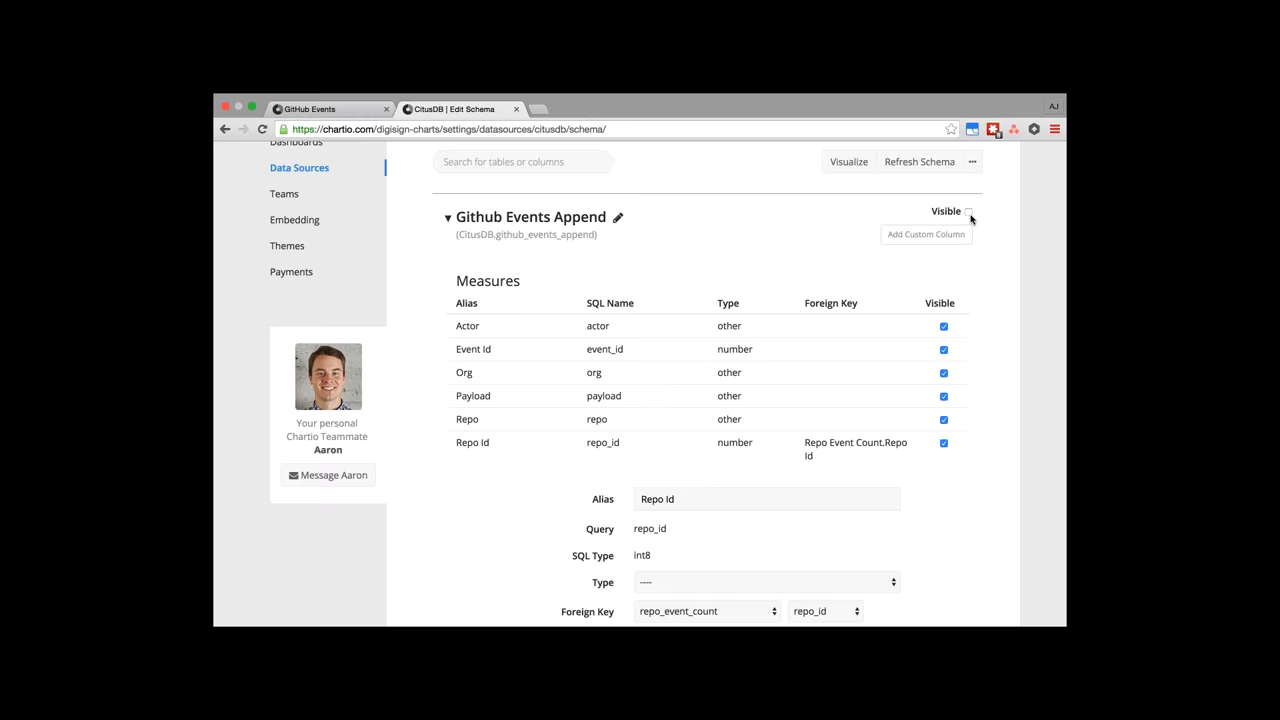 GitHub Events
CitusDB | Edit Schema
AJ
https://chartio.com/digisign-charts/settings/datasources/citusdb/schema/
Dashboards
Data Sources
Teams
Embedding
Themes
Payments
Your personal
Chartio Teammate
Aaron
Message Aaron
Search for tables or columns
Visualize
Refresh Schema
Github Events Append
(CitusDB.github_events_append)
Visible
Add Custom Column
Measures
Alias SQL Name Type Foreign Key Visible
Actor actor other
Event Id event_id number
Org org other
Payload payload other
Repo repo other
Repo Id repo_id number Repo Event Count.Repo
Id
Alias Repo Id
Query repo_id
SQL Type int8
Type ----
Foreign Key repo_event_count repo_id